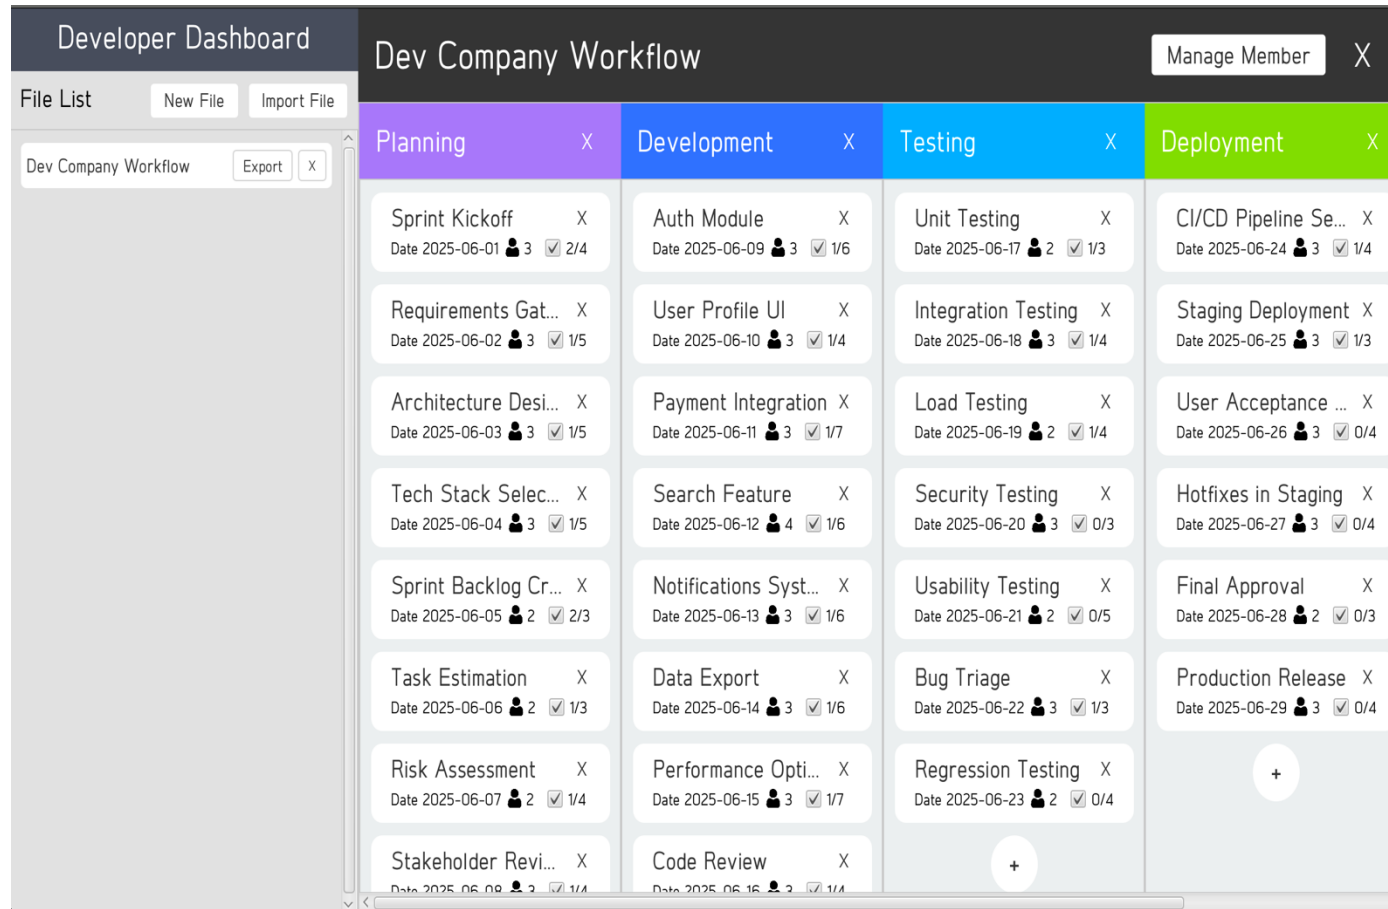 Developer Dashboard
File List New File Import File
Dev Company Workflow Export X
Dev Company Workflow Manage Member X
Planning X
Sprint Kickoff X
Date 2025-06-01 3 2/4
Requirements Gat... X
Date 2025-06-02 3 1/5
Architecture Desi... X
Date 2025-06-03 3 1/5
Tech Stack Selec... X
Date 2025-06-04 3 1/5
Sprint Backlog Cr... X
Date 2025-06-05 2 2/3
Task Estimation X
Date 2025-06-06 2 1/3
Risk Assessment X
Date 2025-06-07 2 1/4
Stakeholder Revi... X
Date 2025-06-08 3 1/4
Development X
Auth Module X
Date 2025-06-09 3 1/6
User Profile UI X
Date 2025-06-10 3 1/4
Payment Integration X
Date 2025-06-11 3 1/7
Search Feature X
Date 2025-06-12 4 1/6
Notifications Syst... X
Date 2025-06-13 3 1/6
Data Export X
Date 2025-06-14 3 1/6
Performance Opti... X
Date 2025-06-15 3 1/7
Code Review X
Date 2025-06-16 3 1/4
Testing X
Unit Testing X
Date 2025-06-17 2 1/3
Integration Testing X
Date 2025-06-18 3 1/4
Load Testing X
Date 2025-06-19 2 1/4
Security Testing X
Date 2025-06-20 3 0/3
Usability Testing X
Date 2025-06-21 2 0/5
Bug Triage X
Date 2025-06-22 3 1/3
Regression Testing X
Date 2025-06-23 2 0/4
+
Deployment X
CI/CD Pipeline Se... X
Date 2025-06-24 3 1/4
Staging Deployment X
Date 2025-06-25 3 1/3
User Acceptance ... X
Date 2025-06-26 3 0/4
Hotfixes in Staging X
Date 2025-06-27 3 0/4
Final Approval X
Date 2025-06-28 2 0/3
Production Release X
Date 2025-06-29 3 0/4
+